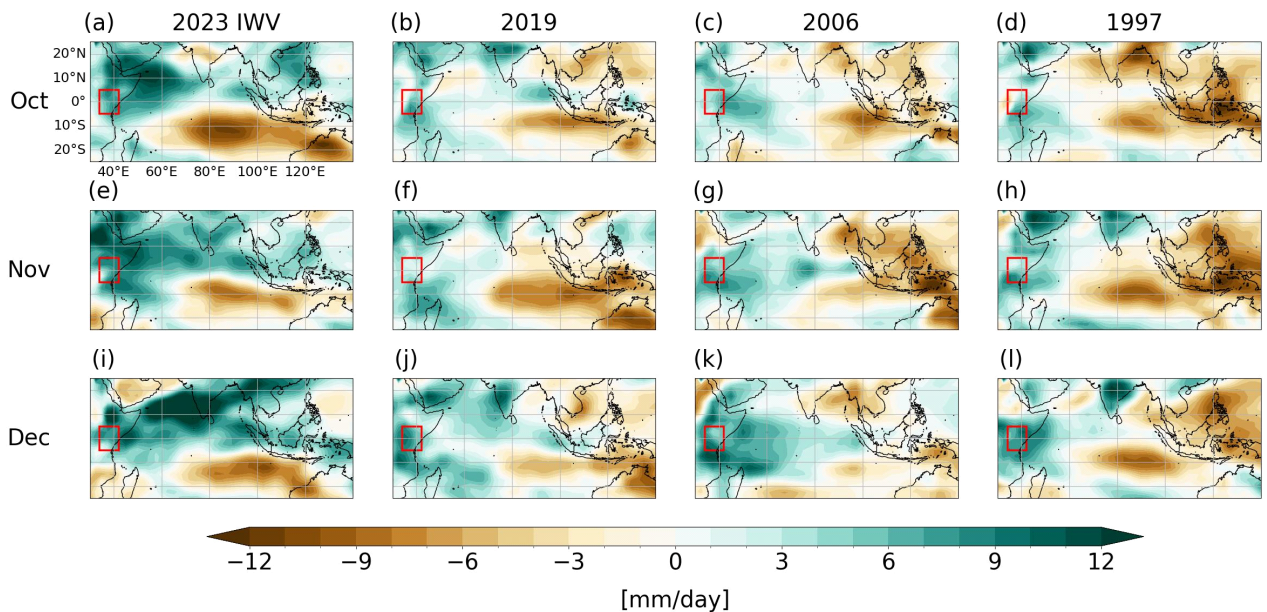 (a) 2023 IWV (b) 2019 (c) 2006 (d) 1997
20°N
10°N
Oct 0°
10°S
20°S
40°E 60°E 80°E 100°E 120°E
(e) (f) (g) (h)
Nov
(i) (j) (k) (l)
Dec
−12 −9 −6 −3 0 3 6 9 12
[mm/day]